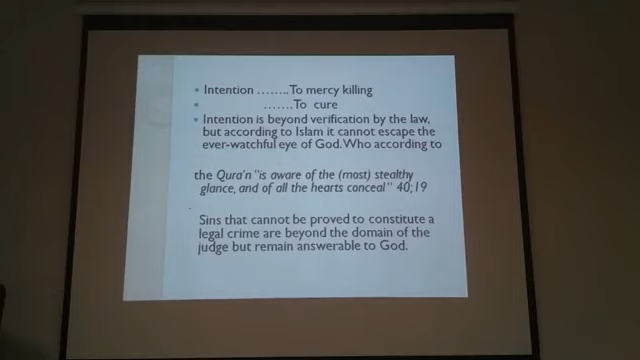 Intention ........To mercy killing
.......To cure
Intention is beyond verification by the law,
but according to Islam it cannot escape the
ever-watchful eye of God. Who according to
the Qura'n "is aware of the (most) stealthy
glance, and of all the hearts conceal" 40;19
Sins that cannot be proved to constitute a
legal crime are beyond the domain of the
judge but remain answerable to God.